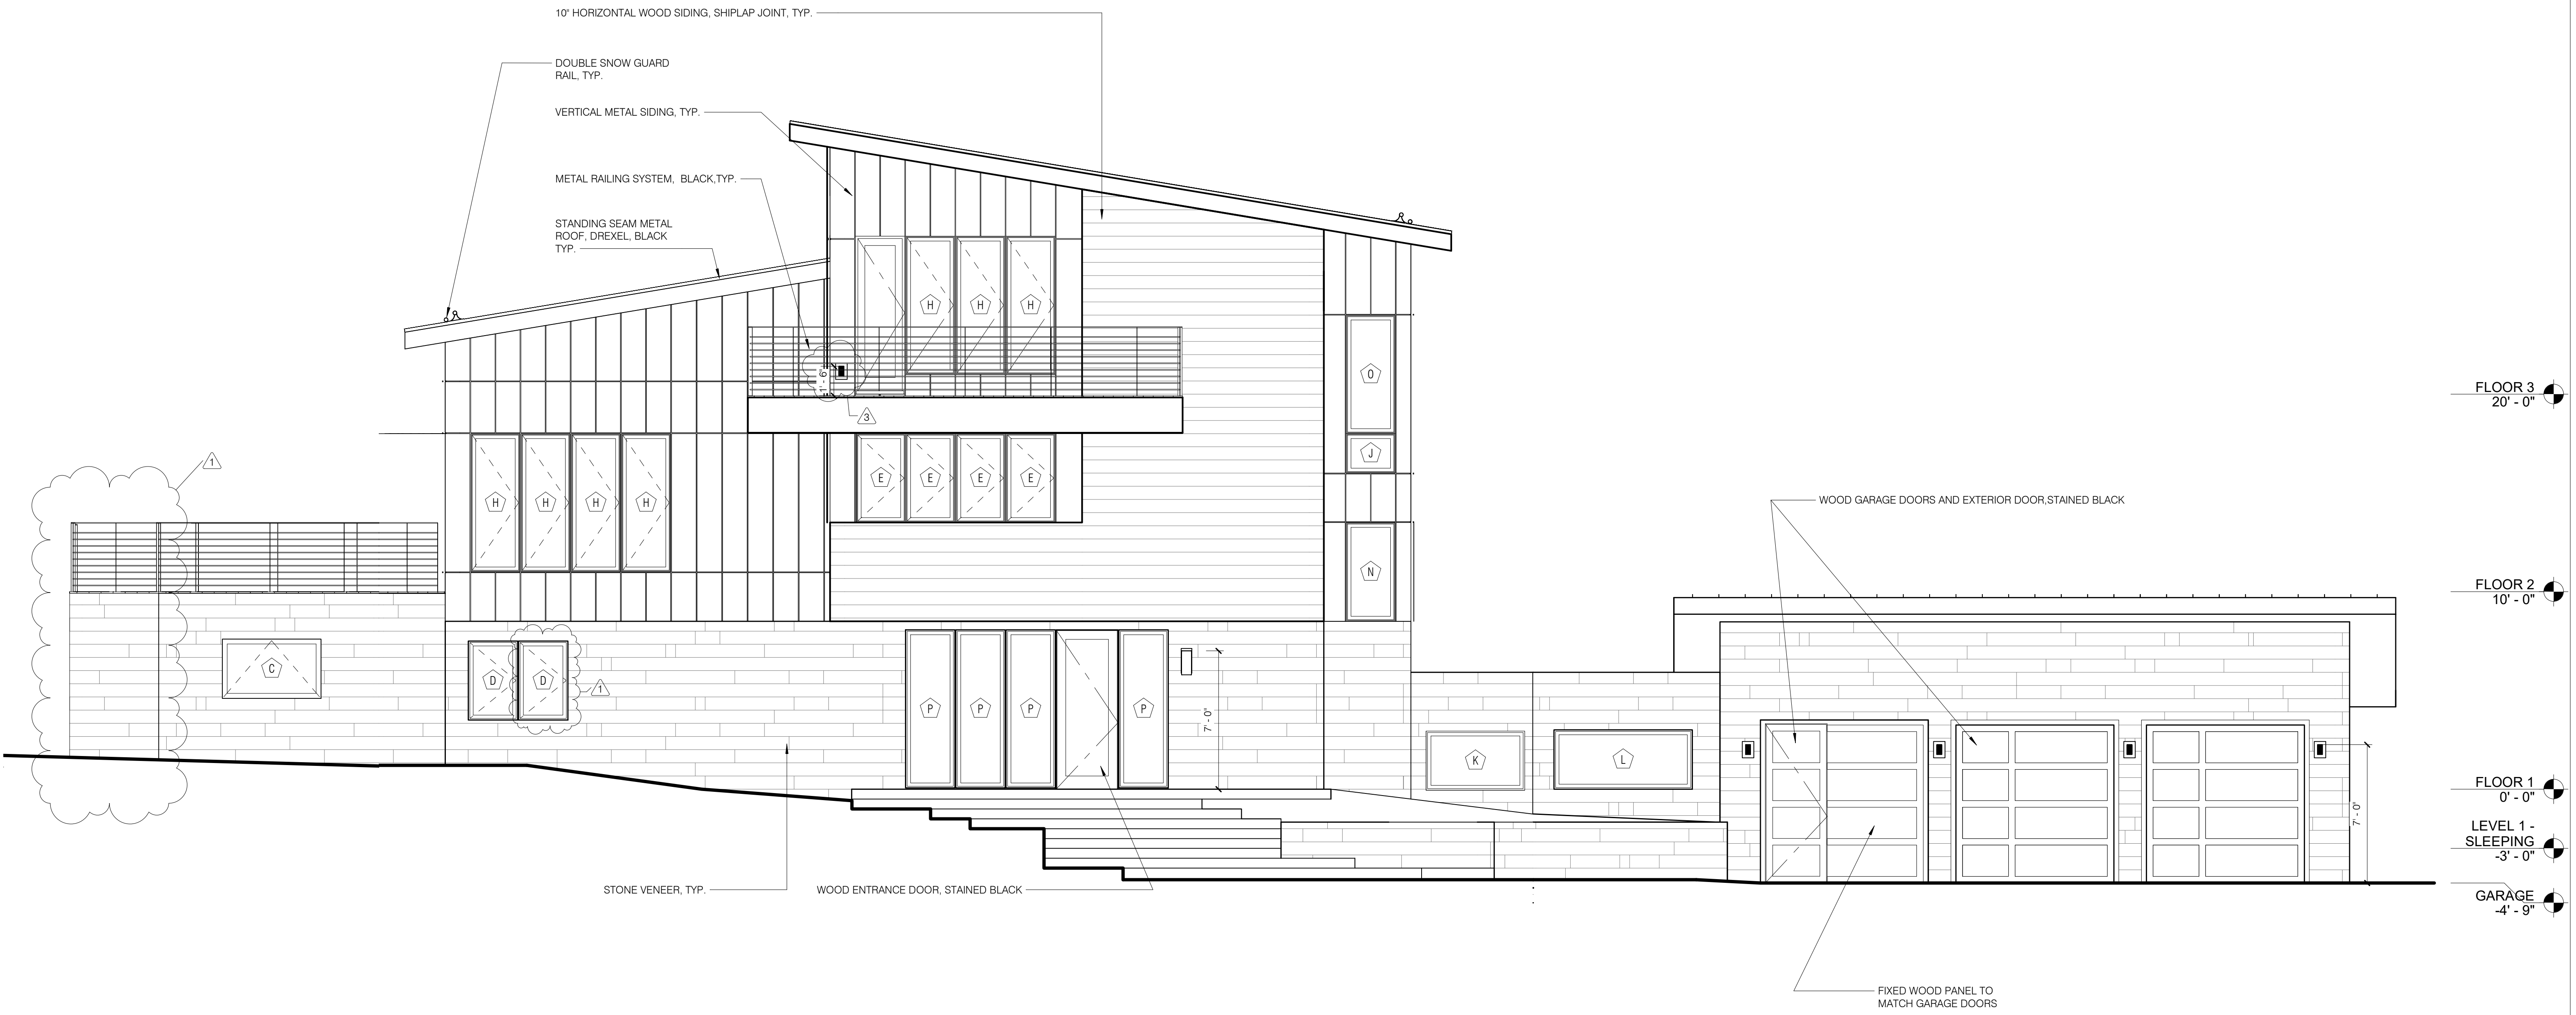 10" HORIZONTAL WOOD SIDING, SHIPLAP JOINT, TYP.
DOUBLE SNOW GUARD
RAIL, TYP.
VERTICAL METAL SIDING, TYP.
METAL RAILING SYSTEM, BLACK,TYP.
STANDING SEAM METAL
ROOF, DREXEL, BLACK
TYP.
H H H
O
1' - 6"
3
FLOOR 3
20' - 0"
J
1
E E E E
H H H H
WOOD GARAGE DOORS AND EXTERIOR DOOR,STAINED BLACK
N
FLOOR 2
10' - 0"
C
D D
1
P P P P
7' - 0"
K
L
FLOOR 1
0' - 0"
7' - 0"
LEVEL 1 -
SLEEPING
-3' - 0"
STONE VENEER, TYP.
WOOD ENTRANCE DOOR, STAINED BLACK
GARAGE
-4' - 9"
FIXED WOOD PANEL TO
MATCH GARAGE DOORS